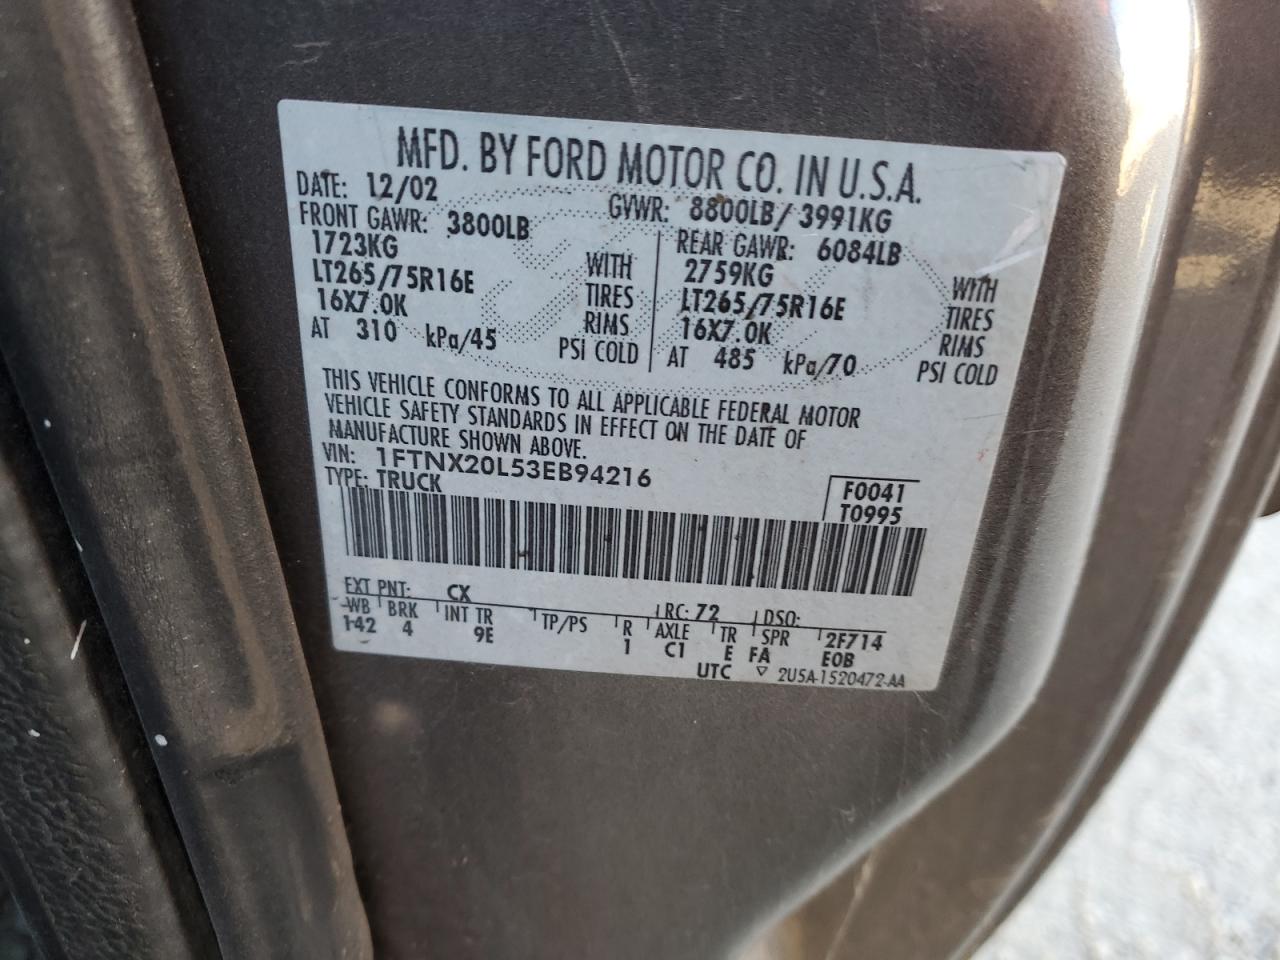 MFD. BY FORD MOTOR CO. IN U.S.A.
DATE: 12/02 GVWR: 8800LB/ 3991KG
FRONT GAWR: 3800LB REAR GAWR: 6084LB
1723KG WITH 2759KG WITH
LT265/75R16E TIRES LT265/75R16E TIRES
16X7.0K RIMS 16X7.0K RIMS
AT 310 kPa/45 PSI COLD AT 485 kPa/70 PSI COLD
THIS VEHICLE CONFORMS TO ALL APPLICABLE FEDERAL MOTOR
VEHICLE SAFETY STANDARDS IN EFFECT ON THE DATE OF
MANUFACTURE SHOWN ABOVE.
VIN: 1FTNX20L53EB94216
TYPE: TRUCK F0041
T0995
EXT PNT: CX RC: 72 DSO:
WB BRK INT TR TP/PS R AXLE TR SPR 2F714
142 4 9E 1 C1 E FA EOB
UTC ▽ 2U5A-1520472-AA